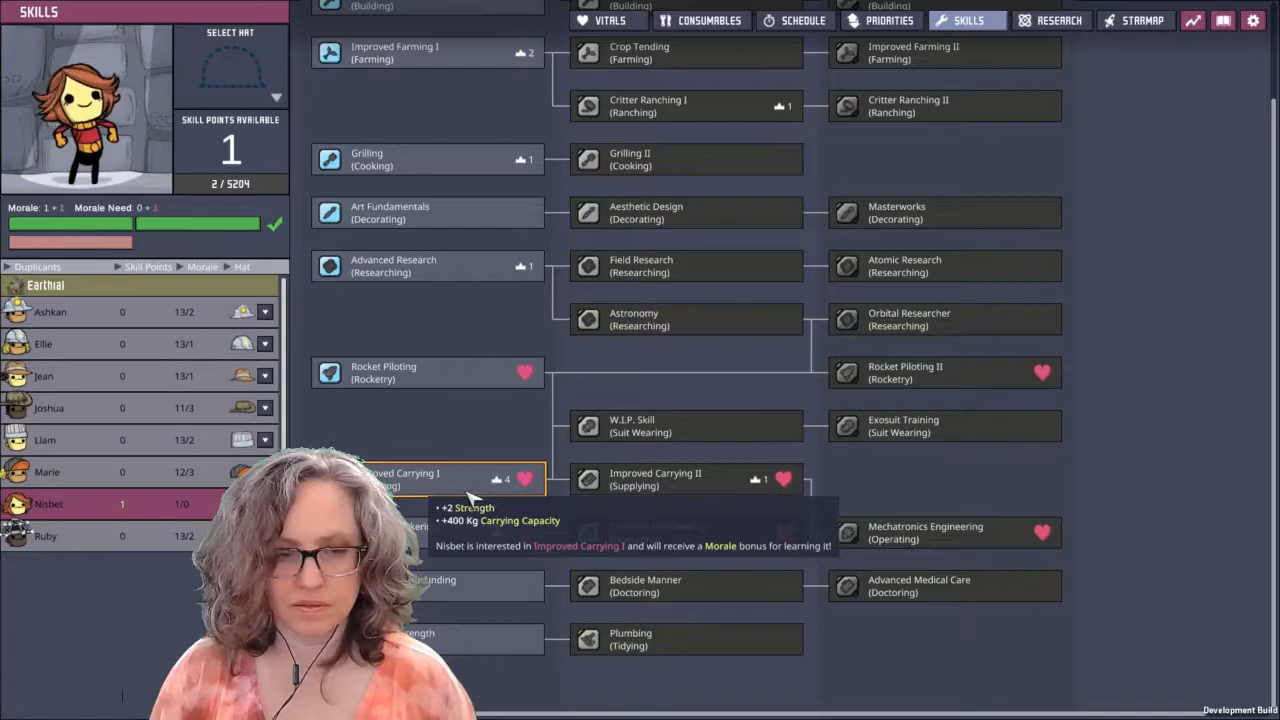 SKILLS
SELECT HAT
SKILL POINTS AVAILABLE
1
2 / 5204
Morale: 1 + 1 Morale Need: 0 + 1
Duplicants Skill Points Morale Hat
Earthial
Ashkan 0 13/2
Ellie 0 13/1
Jean 0 13/1
Joshua 0 11/3
Liam 0 13/2
Marie 0 12/3
Nisbet 1 1/0
Ruby 0 13/2
VITALS CONSUMABLES SCHEDULE PRIORITIES SKILLS RESEARCH STARMAP
(Building) (Building) (Building)
Improved Farming I 2 Crop Tending Improved Farming II
(Farming) (Farming) (Farming)
Critter Ranching I 1 Critter Ranching II
(Ranching) (Ranching)
Grilling 1 Grilling II
(Cooking) (Cooking)
Art Fundamentals Aesthetic Design Masterworks
(Decorating) (Decorating) (Decorating)
Advanced Research 1 Field Research Atomic Research
(Researching) (Researching) (Researching)
Astronomy Orbital Researcher
(Researching) (Researching)
Rocket Piloting Rocket Piloting II
(Rocketry) (Rocketry)
W.I.P. Skill Exosuit Training
(Suit Wearing) (Suit Wearing)
oved Carrying I 4 Improved Carrying II 1
(Supplying)
• +2 Strength
• +400 Kg Carrying Capacity
Nisbet is interested in Improved Carrying I and will receive a Morale bonus for learning it!
Mechatronics Engineering
(Operating)
Bedside Manner Advanced Medical Care
(Doctoring) (Doctoring)
Plumbing
(Tidying)
Development Build